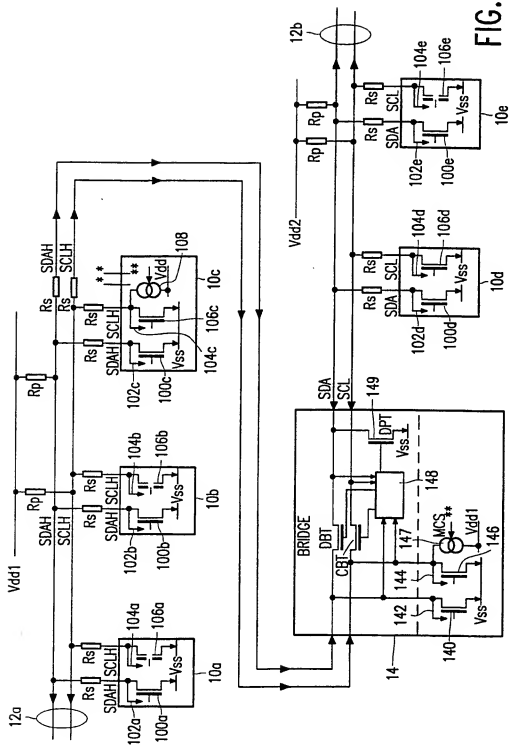 12a
SDAH
SCLH
Vdd1
Rp
Rp
Rs
SDAH
Rs
SCLH
12b
Rs
Rs
SDAH
SCLH
104a
102a
106a
100a
Vss
10a
Rs
Rs
SDAH
SCLH
104b
102b
106b
100b
Vss
10b
Rs
Rs
SDAH
SCLH
*
*
**
108
Vdd
102c
100c
106c
104c
Vss
10c
BRIDGE
DBT
CBT
SDA
SCL
149
DPT
Vss
148
MCS
**
147
144
142
Vdd1
146
Vss
140
14
Vdd2
Rp
Rp
Rs
Rs
SDA
SCL
104d
102d
106d
100d
Vss
10d
Rs
Rs
SDA
SCL
104e
102e
106e
100e
Vss
10e
FIG.